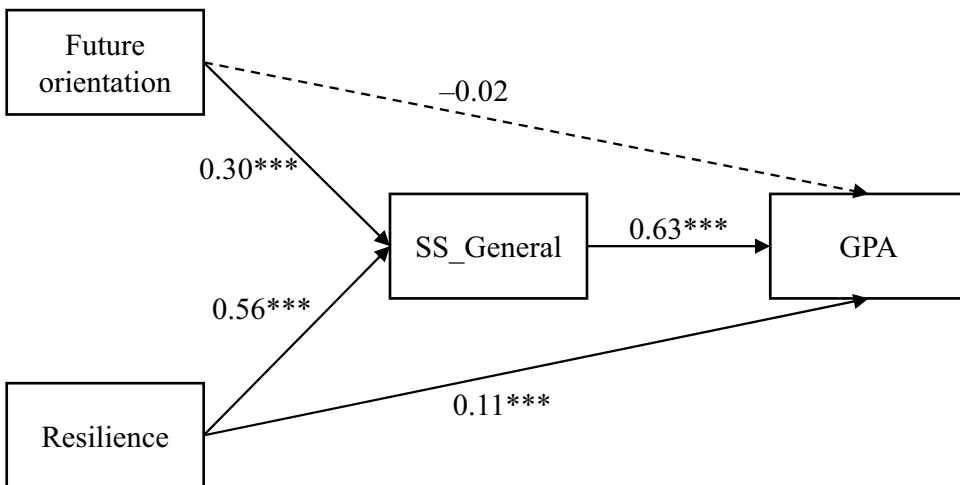 Future
orientation
–0.02
0.30***
SS_General
0.63***
GPA
0.56***
0.11***
Resilience